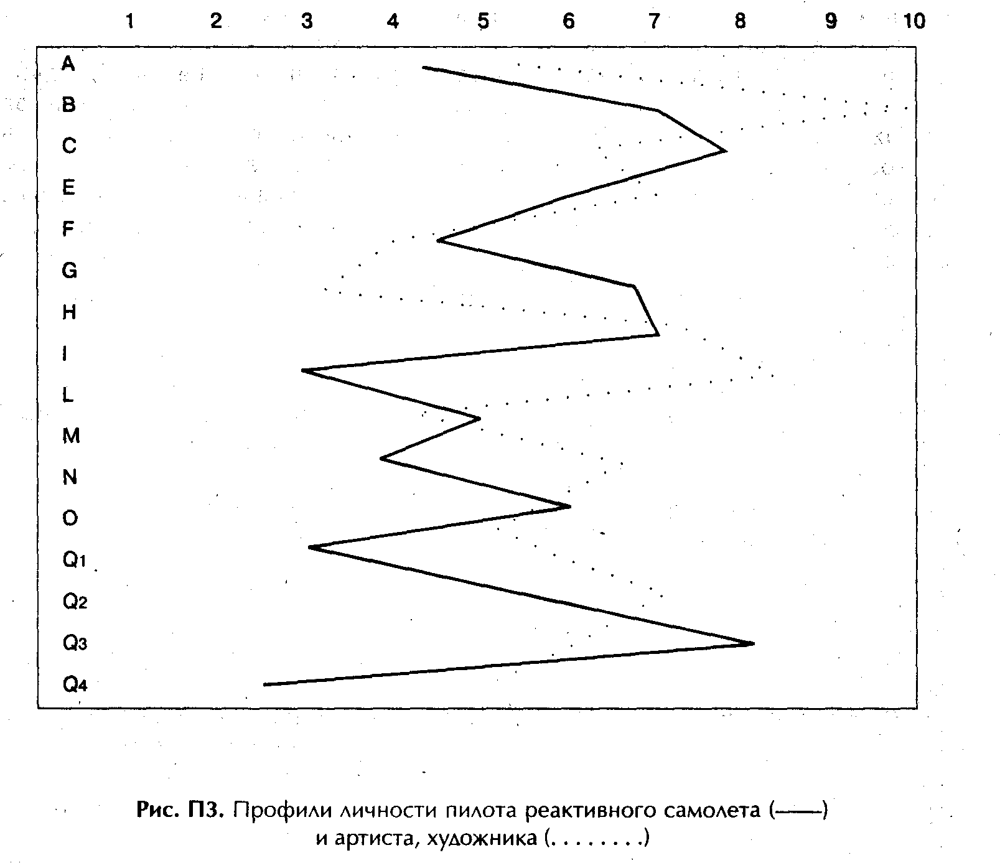 1 2 3 4 5 6 7 8 9 10
A
B
C
E
F
G
H
I
L
M
N
O
Q1
Q2
Q3
Q4
Рис. П3. Профили личности пилота реактивного самолета (——)
и артиста, художника (. . . . . . . .)